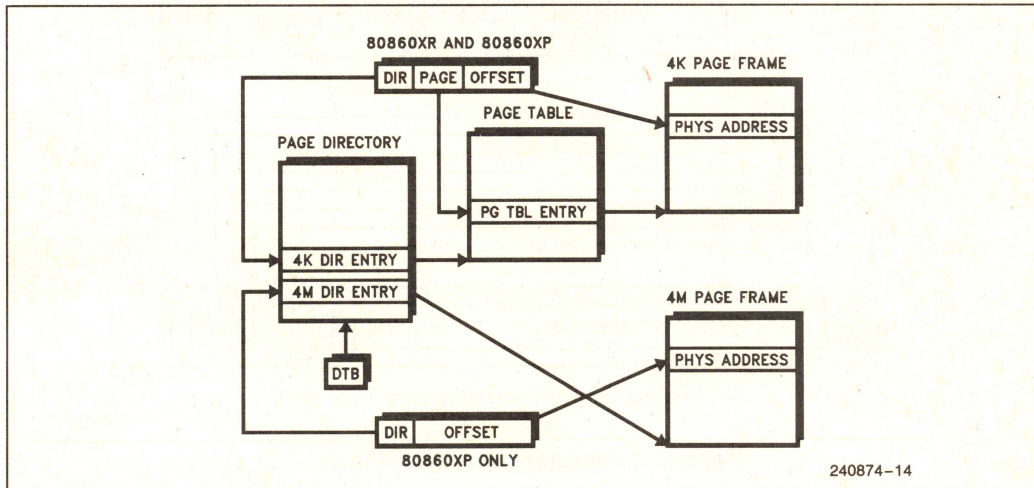 80860XR AND 80860XP
DIR PAGE OFFSET
4K PAGE FRAME
PHYS ADDRESS
PAGE TABLE
PG TBL ENTRY
PAGE DIRECTORY
4K DIR ENTRY
4M DIR ENTRY
DTB
4M PAGE FRAME
PHYS ADDRESS
DIR OFFSET
80860XP ONLY
240874-14